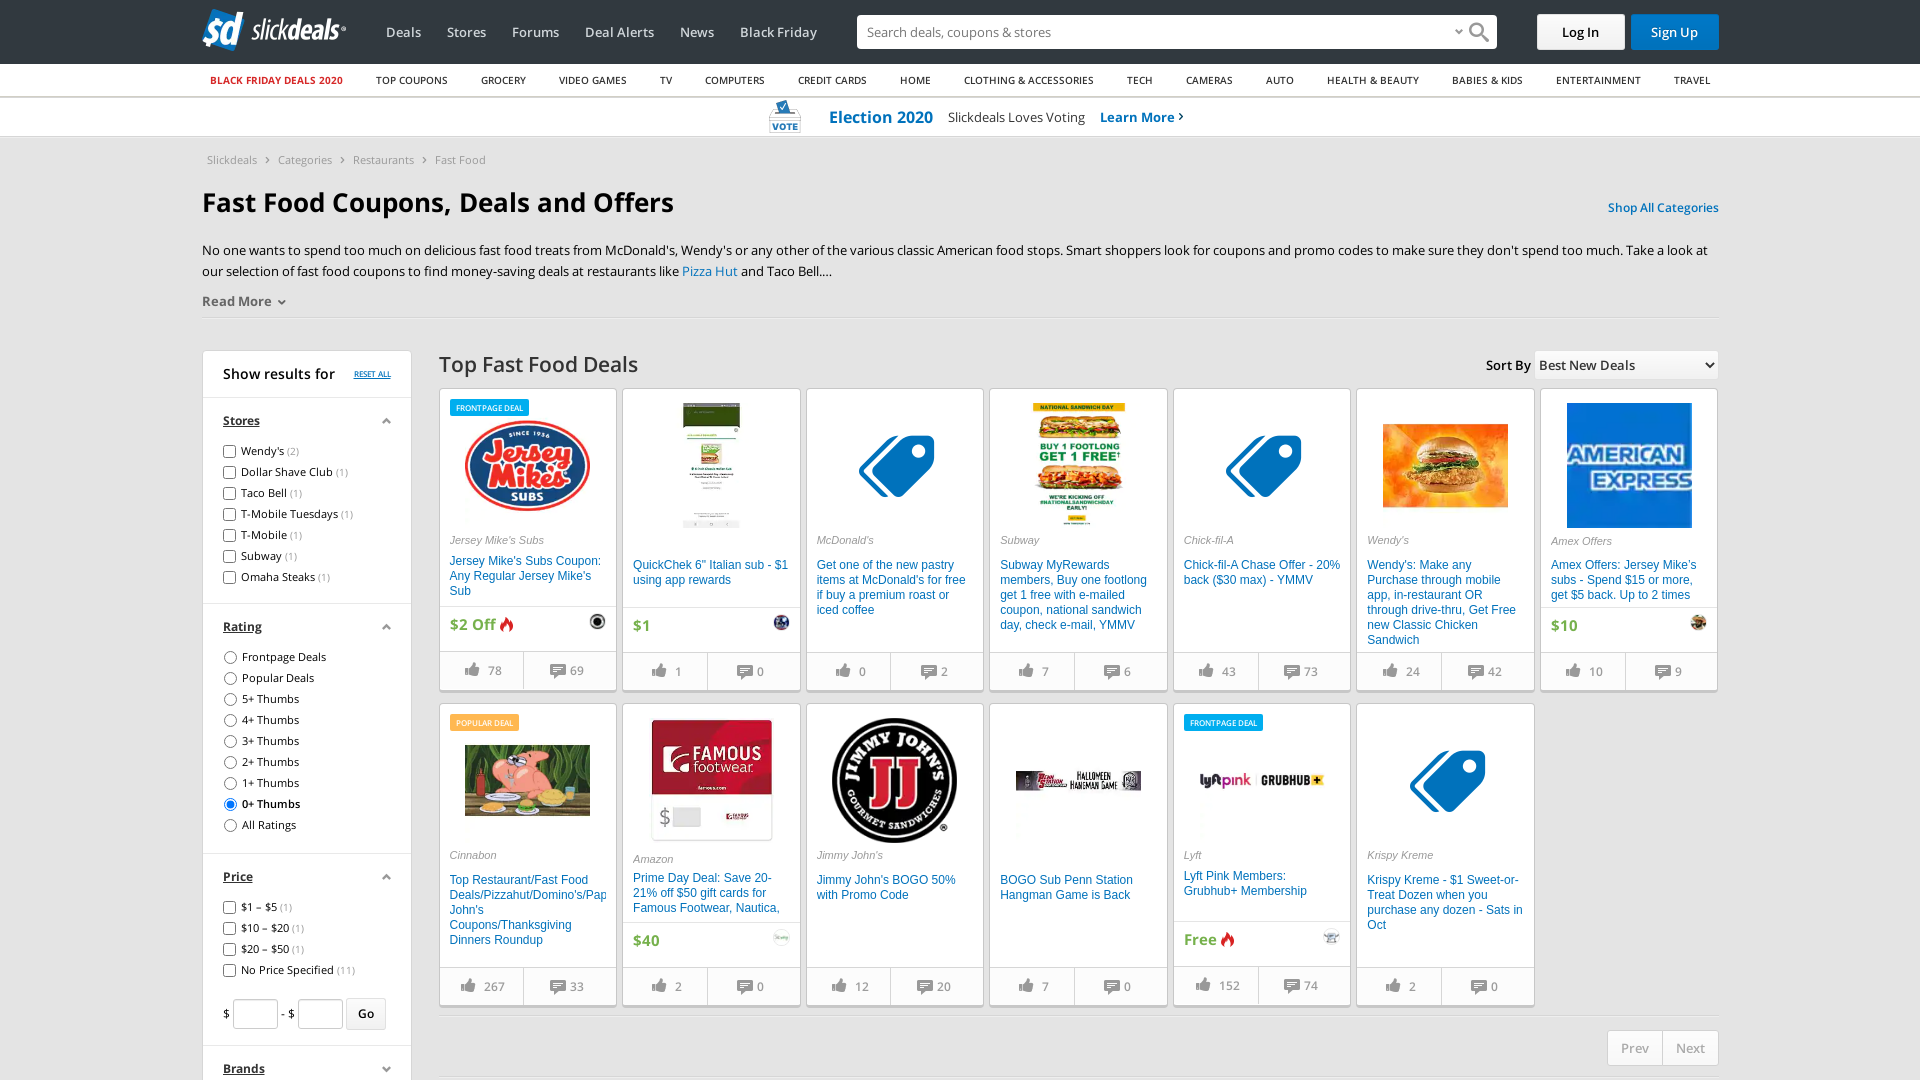 sd slickdeals
Deals
Stores
Forums
Deal Alerts
News
Black Friday
Search deals, coupons & stores
Log In
Sign Up
BLACK FRIDAY DEALS 2020
TOP COUPONS
GROCERY
VIDEO GAMES
TV
COMPUTERS
CREDIT CARDS
HOME
CLOTHING & ACCESSORIES
TECH
CAMERAS
AUTO
HEALTH & BEAUTY
BABIES & KIDS
ENTERTAINMENT
TRAVEL
VOTE
Election 2020
Slickdeals Loves Voting
Learn More
Slickdeals
Categories
Restaurants
Fast Food
Fast Food Coupons, Deals and Offers
Shop All Categories
No one wants to spend too much on delicious fast food treats from McDonald's, Wendy's or any other of the various classic American food stops. Smart shoppers look for coupons and promo codes to make sure they don't spend too much. Take a look at
our selection of fast food coupons to find money-saving deals at restaurants like Pizza Hut and Taco Bell....
Read More
Show results for
RESET ALL
Stores
Wendy's (2)
Dollar Shave Club (1)
Taco Bell (1)
T-Mobile Tuesdays (1)
T-Mobile (1)
Subway (1)
Omaha Steaks (1)
Rating
Frontpage Deals
Popular Deals
5+ Thumbs
4+ Thumbs
3+ Thumbs
2+ Thumbs
1+ Thumbs
0+ Thumbs
All Ratings
Price
$1 – $5 (1)
$10 – $20 (1)
$20 – $50 (1)
No Price Specified (11)
$ - $ Go
Brands
Top Fast Food Deals
Sort By Best New Deals
FRONTPAGE DEAL
SINCE 1956
Jersey
Mike's
SUBS
Jersey Mike's Subs
Jersey Mike's Subs Coupon:
Any Regular Jersey Mike's
Sub
$2 Off
78
69
QuickChek 6" Italian sub - $1
using app rewards
$1
1
0
McDonald's
Get one of the new pastry
items at McDonald's for free
if buy a premium roast or
iced coffee
0
2
NATIONAL SANDWICH DAY
BUY 1 FOOTLONG
GET 1 FREE†
WE'RE KICKING OFF
#NATIONALSANDWICHDAY
EARLY!
Subway
Subway MyRewards
members, Buy one footlong
get 1 free with e-mailed
coupon, national sandwich
day, check e-mail, YMMV
7
6
Chick-fil-A
Chick-fil-A Chase Offer - 20%
back ($30 max) - YMMV
43
73
Wendy's
Wendy's: Make any
Purchase through mobile
app, in-restaurant OR
through drive-thru, Get Free
new Classic Chicken
Sandwich
24
42
AMERICAN
EXPRESS
Amex Offers
Amex Offers: Jersey Mike's
subs - Spend $15 or more,
get $5 back. Up to 2 times
$10
10
9
POPULAR DEAL
Cinnabon
Top Restaurant/Fast Food
Deals/Pizzahut/Domino's/Pap
John's
Coupons/Thanksgiving
Dinners Roundup
267
33
FAMOUS
footwear.
famous.com
$
Amazon
Prime Day Deal: Save 20-
21% off $50 gift cards for
Famous Footwear, Nautica,
$40
2
0
JIMMY JOHN'S
JJ
GOURMET SANDWICHES
®
Jimmy John's
Jimmy John's BOGO 50%
with Promo Code
12
20
PENN STATION
HALLOWEEN
HANGMAN GAME
BOGO Sub Penn Station
Hangman Game is Back
7
0
FRONTPAGE DEAL
lyft pink | GRUBHUB+
Lyft
Lyft Pink Members:
Grubhub+ Membership
Free
152
74
Krispy Kreme
Krispy Kreme - $1 Sweet-or-
Treat Dozen when you
purchase any dozen - Sats in
Oct
2
0
Prev
Next